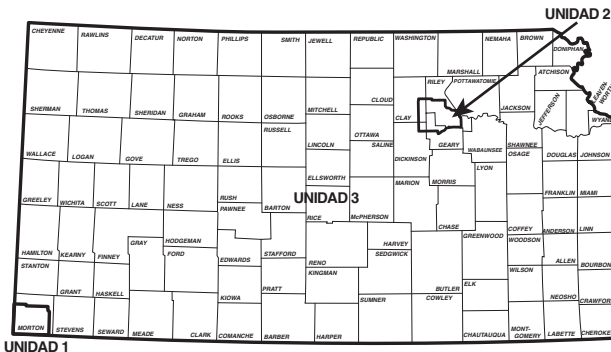 UNIDAD 2
CHEYENNE RAWLINS DECATUR NORTON PHILLIPS SMITH JEWELL REPUBLIC WASHINGTON NEMAHA BROWN DONIPHAN
MARSHALL
RILEY POTTAWATOMIE ATCHISON
SHERMAN THOMAS SHERIDAN GRAHAM ROOKS OSBORNE MITCHELL CLOUD CLAY JACKSON JEFFERSON LEAVEN-
WORTH
WYAN
RUSSELL OTTAWA
WALLACE LOGAN GOVE TREGO ELLIS LINCOLN SALINE DICKINSON GEARY WABAUNSEE SHAWNEE OSAGE DOUGLAS JOHNSON
LYON
ELLSWORTH MARION MORRIS
FRANKLIN MIAMI
GREELEY WICHITA SCOTT LANE NESS RUSH
PAWNEE BARTON UNIDAD 3
RICE McPHERSON
CHASE GREENWOOD COFFEY ANDERSON LINN
WOODSON
HAMILTON KEARNY FINNEY GRAY HODGEMAN
FORD EDWARDS STAFFORD RENO HARVEY
SEDGWICK
ALLEN BOURBON
STANTON KINGMAN WILSON
GRANT HASKELL KIOWA PRATT SUMNER BUTLER
COWLEY ELK NEOSHO CRAWFOR
MORTON STEVENS SEWARD MEADE CLARK COMANCHE BARBER HARPER CHAUTAUQUA MONT-
GOMERY LABETTE CHEROKE
UNIDAD 1